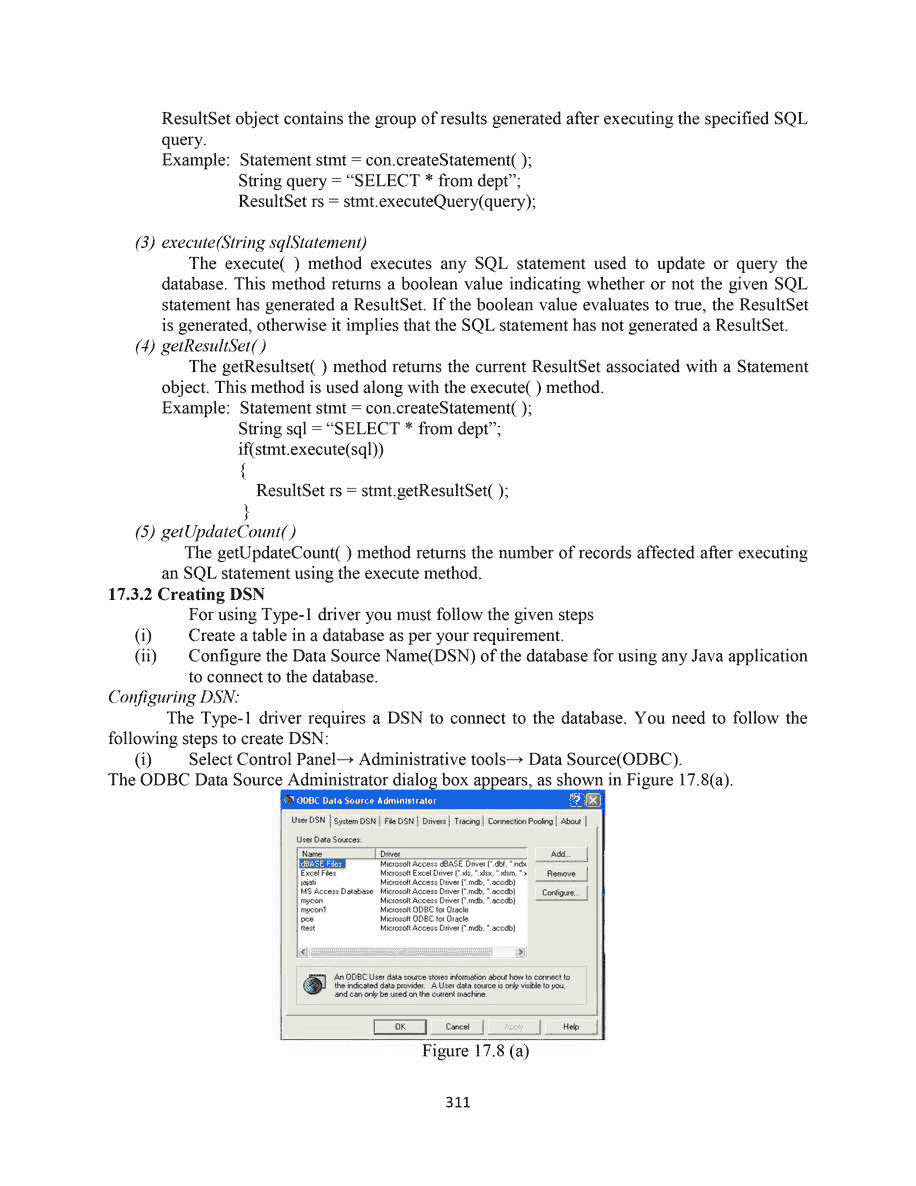 ResultSet object contains the group of results generated after executing the specified SQL
query.
Example: Statement stmt = con.createStatement( );
String query = “SELECT * from dept”;
ResultSet rs = stmt.executeQuery(query);
(3) execute(String sqlStatement)
The execute( ) method executes any SQL statement used to update or query the
database. This method returns a boolean value indicating whether or not the given SQL
statement has generated a ResultSet. If the boolean value evaluates to true, the ResultSet
is generated, otherwise it implies that the SQL statement has not generated a ResultSet.
(4) getResultSet( )
The getResultset( ) method returns the current ResultSet associated with a Statement
object. This method is used along with the execute( ) method.
Example: Statement stmt = con.createStatement( );
String sql = “SELECT * from dept”;
if(stmt.execute(sql))
{
ResultSet rs = stmt.getResultSet( );
}
(5) getUpdateCount( )
The getUpdateCount( ) method returns the number of records affected after executing
an SQL statement using the execute method.
17.3.2 Creating DSN
For using Type-1 driver you must follow the given steps
(i) Create a table in a database as per your requirement.
(ii) Configure the Data Source Name(DSN) of the database for using any Java application
to connect to the database.
Configuring DSN:
The Type-1 driver requires a DSN to connect to the database. You need to follow the
following steps to create DSN:
(i) Select Control Panel→ Administrative tools→ Data Source(ODBC).
The ODBC Data Source Administrator dialog box appears, as shown in Figure 17.8(a).
ODBC Data Source Administrator
User DSN System DSN File DSN Drivers Tracing Connection Pooling About
User Data Sources:
Name Driver Add...
dBASE Files Microsoft Access dBASE Driver (*.dbf, *.ndx
Excel Files Microsoft Excel Driver (*.xls, *.xlsx, *.xlsm, *.x Remove
jajati Microsoft Access Driver (*.mdb, *.accdb)
MS Access Database Microsoft Access Driver (*.mdb, *.accdb) Configure...
mycon Microsoft Access Driver (*.mdb, *.accdb)
mycon1 Microsoft ODBC for Oracle
pce Microsoft ODBC for Oracle
ttest Microsoft Access Driver (*.mdb, *.accdb)
An ODBC User data source stores information about how to connect to
the indicated data provider. A User data source is only visible to you,
and can only be used on the current machine.
OK Cancel Apply Help
Figure 17.8 (a)
311